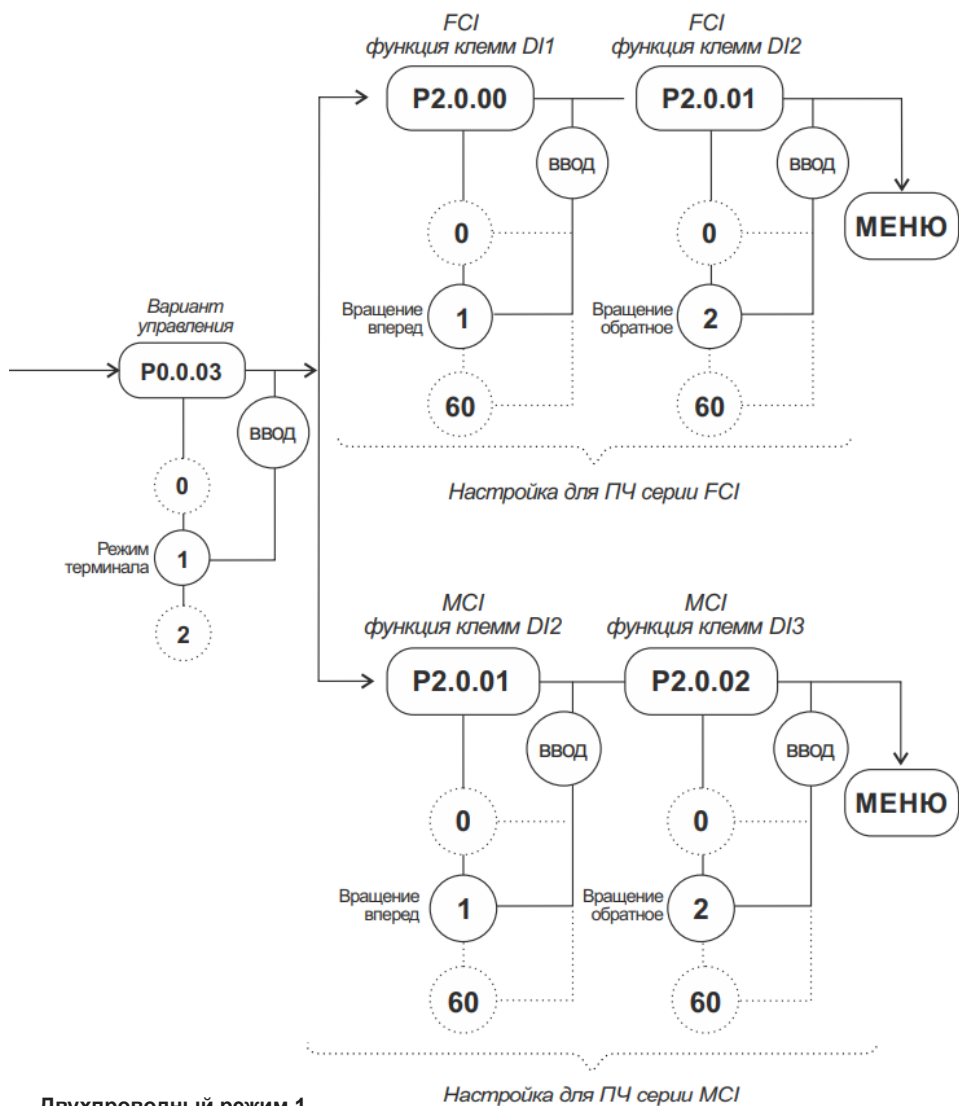 FCI
функция клемм DI1
FCI
функция клемм DI2
P2.0.00
P2.0.01
ВВОД
ВВОД
МЕНЮ
0
0
Вращение
вперед
1
Вращение
обратное
2
60
60
Настройка для ПЧ серии FCI
Вариант
управления
P0.0.03
ВВОД
0
Режим
терминала
1
2
MCI
функция клемм DI2
MCI
функция клемм DI3
P2.0.01
P2.0.02
ВВОД
ВВОД
МЕНЮ
0
0
Вращение
вперед
1
Вращение
обратное
2
60
60
Настройка для ПЧ серии MCI
Двухпроводный режим 1